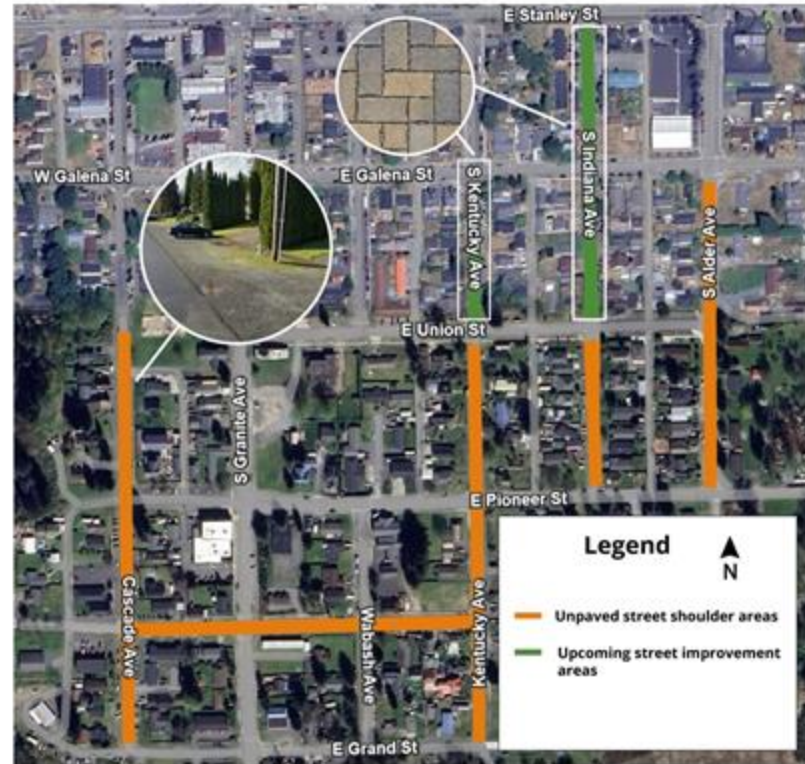 E Stanley St
S Indiana Ave
W Galena St
E Galena St
S Kentucky Ave
S Alder Ave
E Union St
S Granite Ave
E Pioneer St
Legend
N
Unpaved street shoulder areas
Upcoming street improvement
areas
Cascade Ave
Wabash Ave
Kentucky Ave
E Grand St